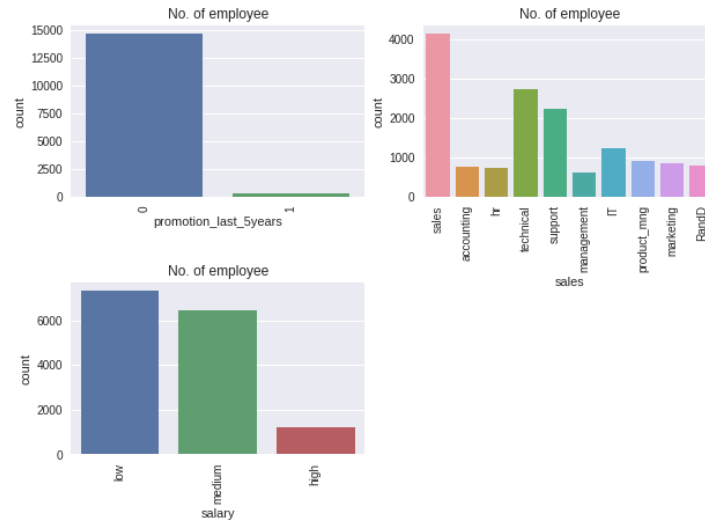 No. of employee
15000
12500
10000
7500
5000
2500
0
count
0
1
promotion_last_5years
No. of employee
4000
3000
2000
1000
0
count
sales
accounting
hr
technical
support
management
IT
product_mng
marketing
RandD
sales
No. of employee
6000
4000
2000
0
count
low
medium
high
salary